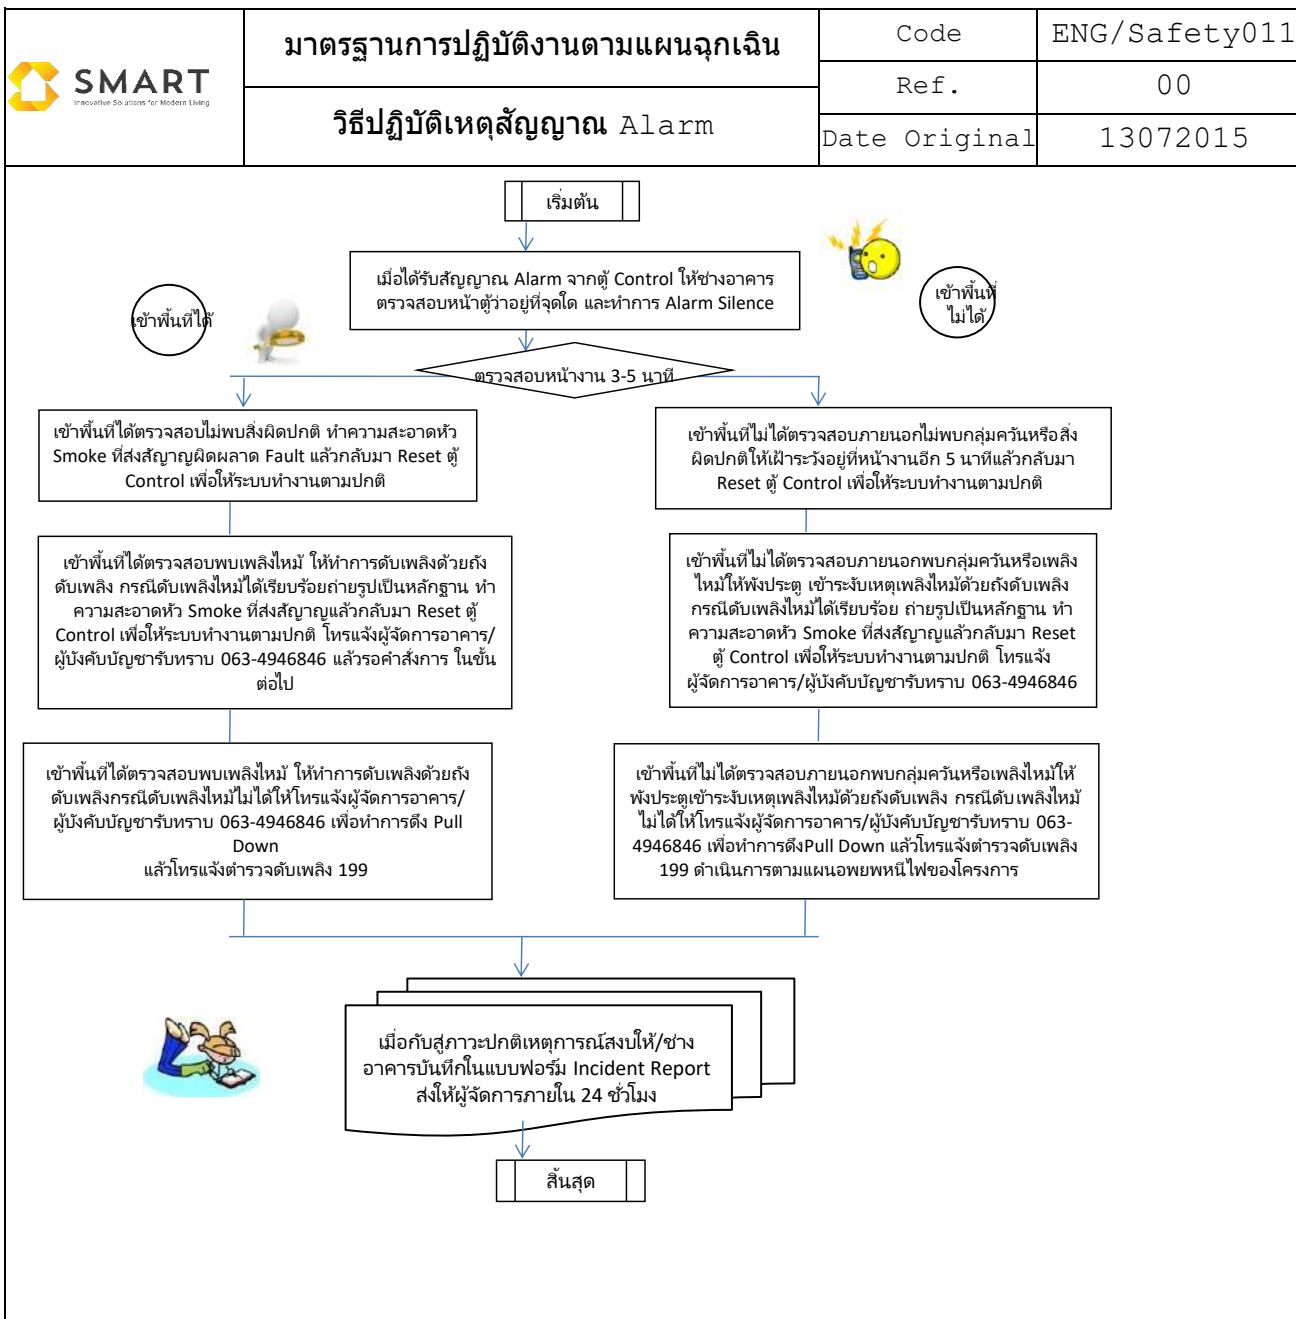 SMART
Innovative Solutions for Modern Living
มาตรฐานการปฏิบัติงานตามแผนฉุกเฉิน
วิธีปฏิบัติเหตุสัญญาณ Alarm
Code ENG/Safety011
Ref. 00
Date Original 13072015
เริ่มต้น
เมื่อได้รับสัญญาณ Alarm จากตู้ Control ให้ช่างอาคาร
ตรวจสอบหน้าตู้ว่าอยู่ที่จุดใด และทำการ Alarm Silence
เข้าพื้นที่ได้
เข้าพื้นที่
ไม่ได้
ตรวจสอบหน้างาน 3-5 นาที
เข้าพื้นที่ได้ตรวจสอบไม่พบสิ่งผิดปกติ ทำความสะอาดหัว
Smoke ที่ส่งสัญาญผิดผลาด Fault แล้วกลับมา Reset ตู้
Control เพื่อให้ระบบทำงานตามปกติ
เข้าพื้นที่ไม่ได้ตรวจสอบภายนอกไม่พบกลุ่มควันหรือสิ่ง
ผิดปกติให้เฝ้าระวังอยู่ที่หน้างานอีก 5 นาทีแล้วกลับมา
Reset ตู้ Control เพื่อให้ระบบทำงานตามปกติ
เข้าพื้นที่ได้ตรวจสอบพบเพลิงไหม้ ให้ทำการดับเพลิงด้วยถัง
ดับเพลิง กรณีดับเพลิงไหม้ได้เรียบร้อยถ่ายรูปเป็นหลักฐาน ทำ
ความสะอาดหัว Smoke ที่ส่งสัญาญแล้วกลับมา Reset ตู้
Control เพื่อให้ระบบทำงานตามปกติ โทรแจ้งผู้จัดการอาคาร/
ผู้บังคับบัญชารับทราบ 063-4946846 แล้วรอคำสั่งการ ในขั้น
ต่อไป
เข้าพื้นที่ไม่ได้ตรวจสอบภายนอกพบกลุ่มควันหรือเพลิง
ไหม้ให้พังประตู เข้าระงับเหตุเพลิงไหม้ด้วยถังดับเพลิง
กรณีดับเพลิงไหม้ได้เรียบร้อย ถ่ายรูปเป็นหลักฐาน ทำ
ความสะอาดหัว Smoke ที่ส่งสัญาญแล้วกลับมา Reset
ตู้ Control เพื่อให้ระบบทำงานตามปกติ โทรแจ้ง
ผู้จัดการอาคาร/ผู้บังคับบัญชารับทราบ 063-4946846
เข้าพื้นที่ได้ตรวจสอบพบเพลิงไหม้ ให้ทำการดับเพลิงด้วยถัง
ดับเพลิงกรณีดับเพลิงไหม้ไม่ได้ให้โทรแจ้งผู้จัดการอาคาร/
ผู้บังคับบัญชารับทราบ 063-4946846 เพื่อทำการดึง Pull
Down
แล้วโทรแจ้งตำรวจดับเพลิง 199
เข้าพื้นที่ไม่ได้ตรวจสอบภายนอกพบกลุ่มควันหรือเพลิงไหม้ให้
พังประตูเข้าระงับเหตุเพลิงไหม้ด้วยถังดับเพลิง กรณีดับเพลิงไหม้
ไม่ได้ให้โทรแจ้งผู้จัดการอาคาร/ผู้บังคับบัญชารับทราบ 063-
4946846 เพื่อทำการดึงPull Down แล้วโทรแจ้งตำรวจดับเพลิง
199 ดำเนินการตามแผนอพยพหนีไฟของโครงการ
เมื่อกับสู่ภาวะปกติเหตุการณ์สงบให้/ช่าง
อาคารบันทึกในแบบฟอร์ม Incident Report
ส่งให้ผู้จัดการภายใน 24 ชั่วโมง
สิ้นสุด